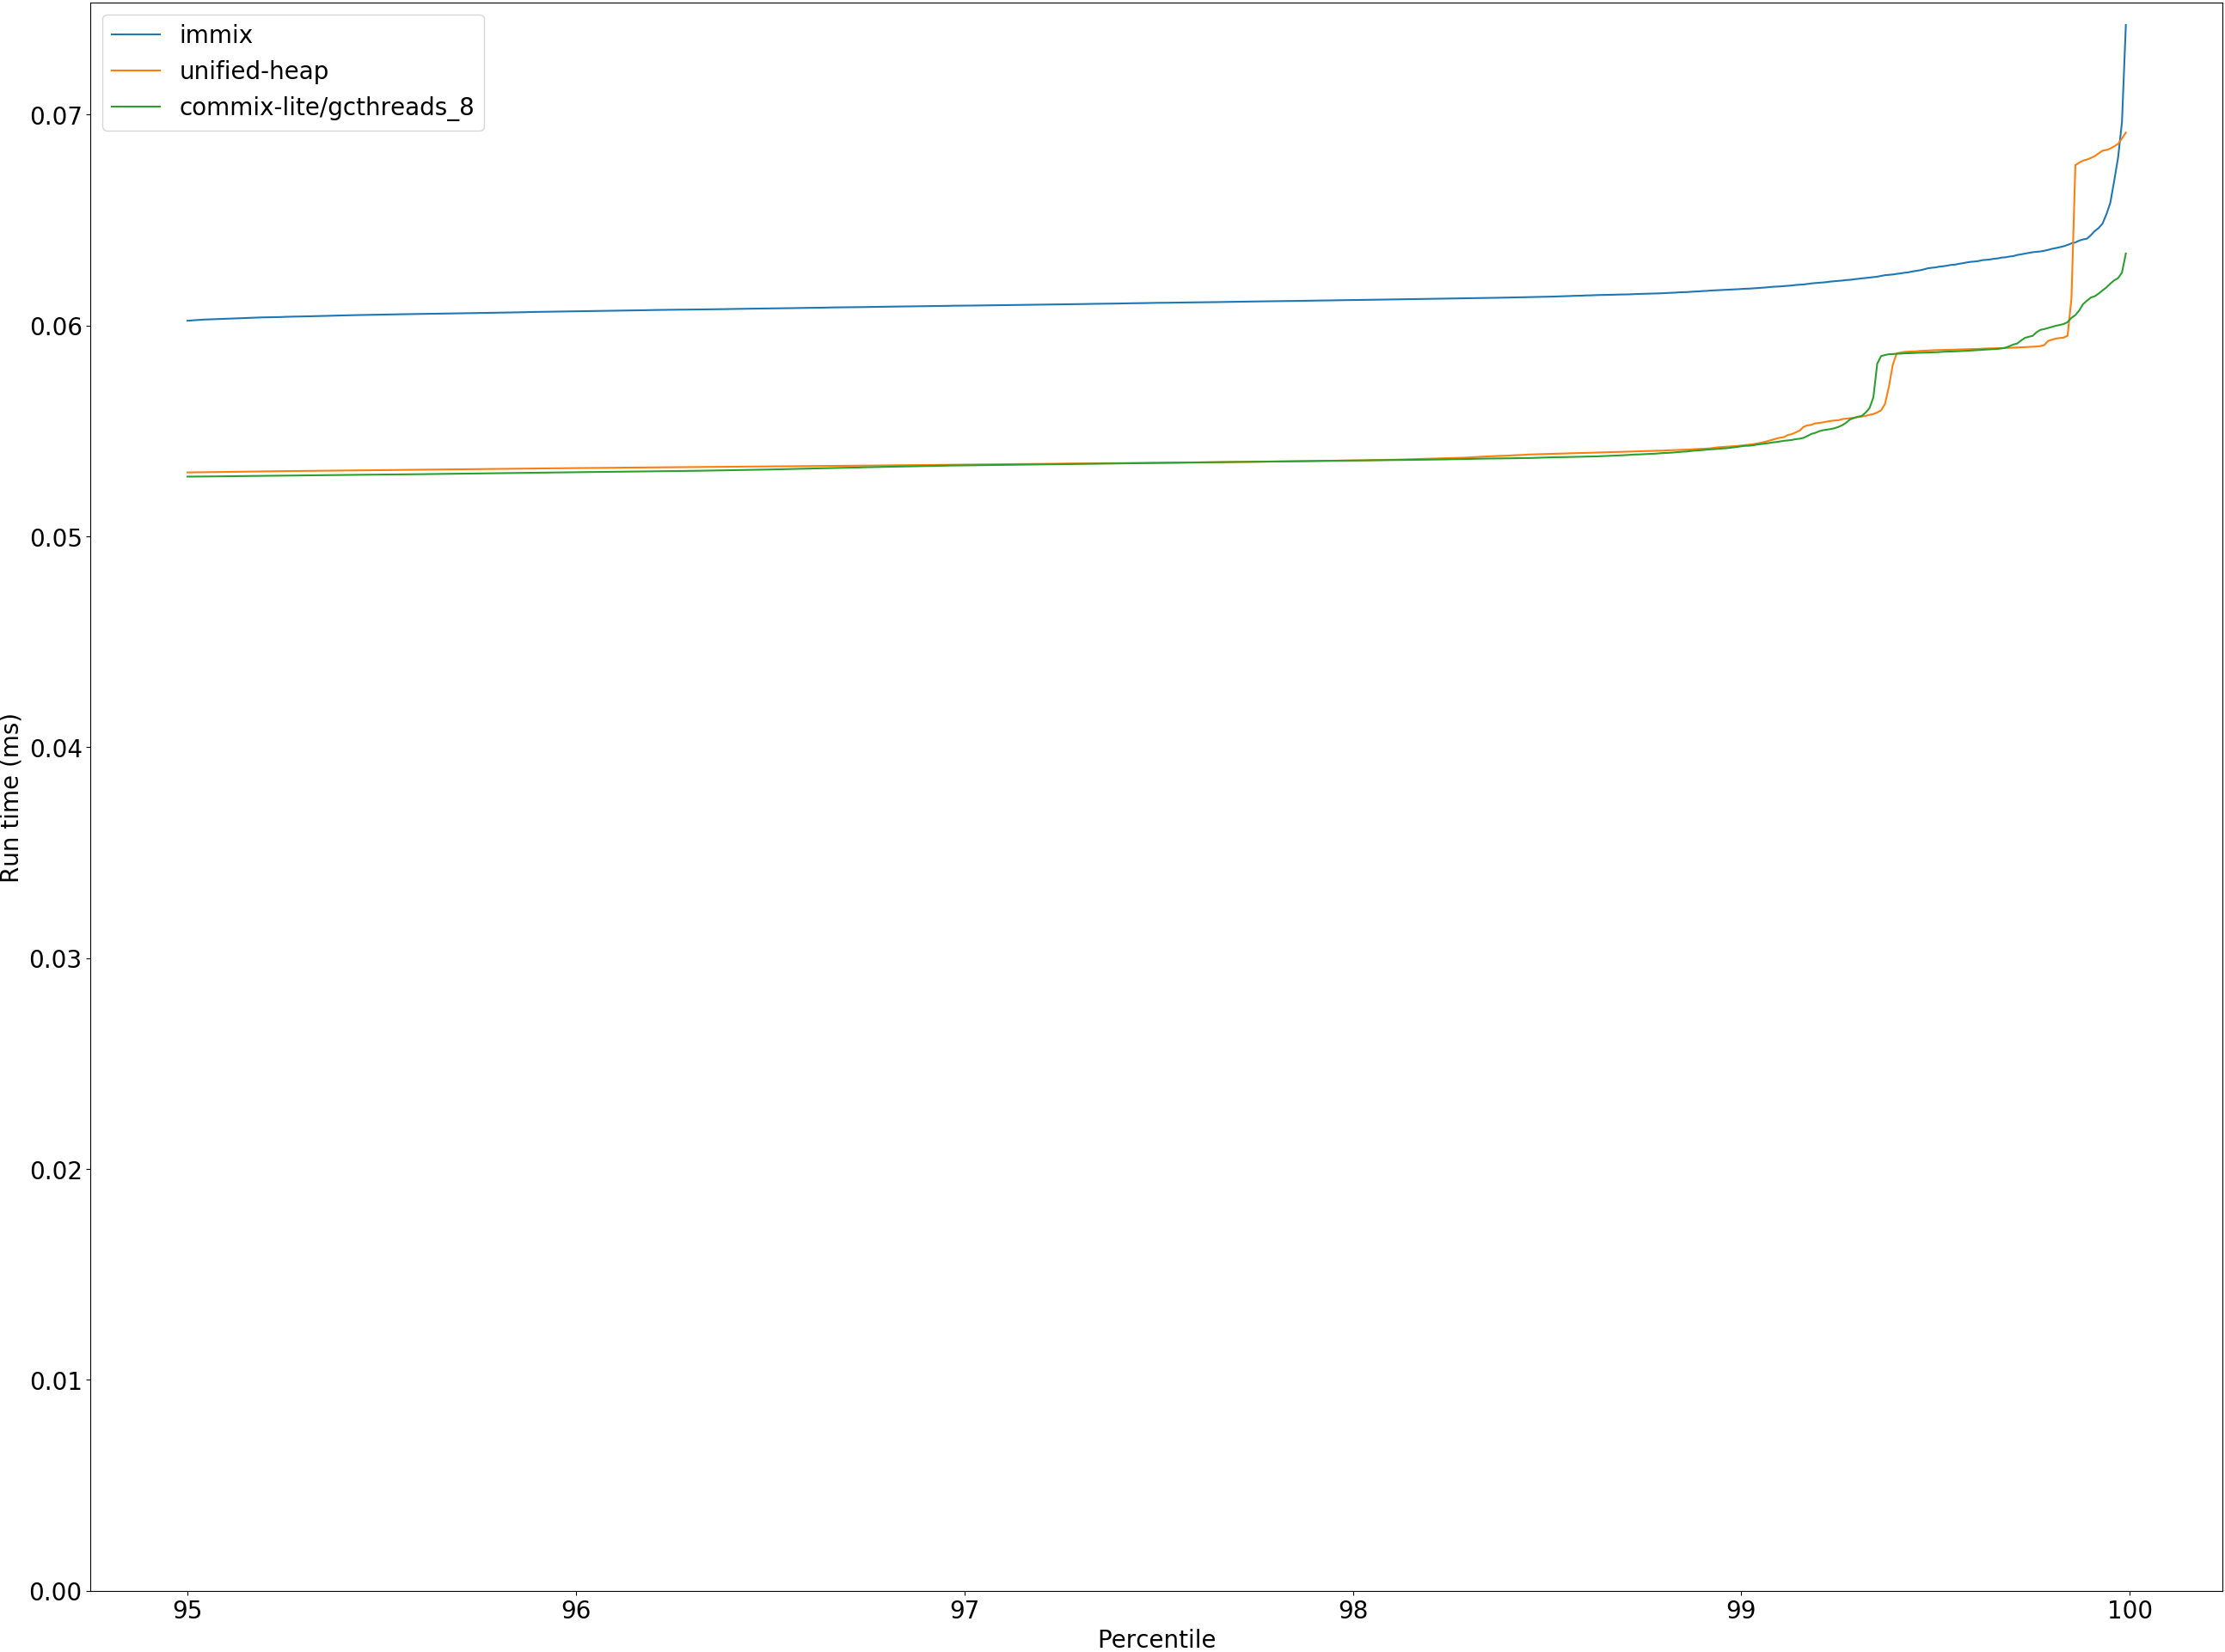 immix
unified-heap
commix-lite/gcthreads_8
0.07
0.06
0.05
0.04
0.03
0.02
0.01
0.00
Run time (ms)
95 96 97 98 99 100
Percentile